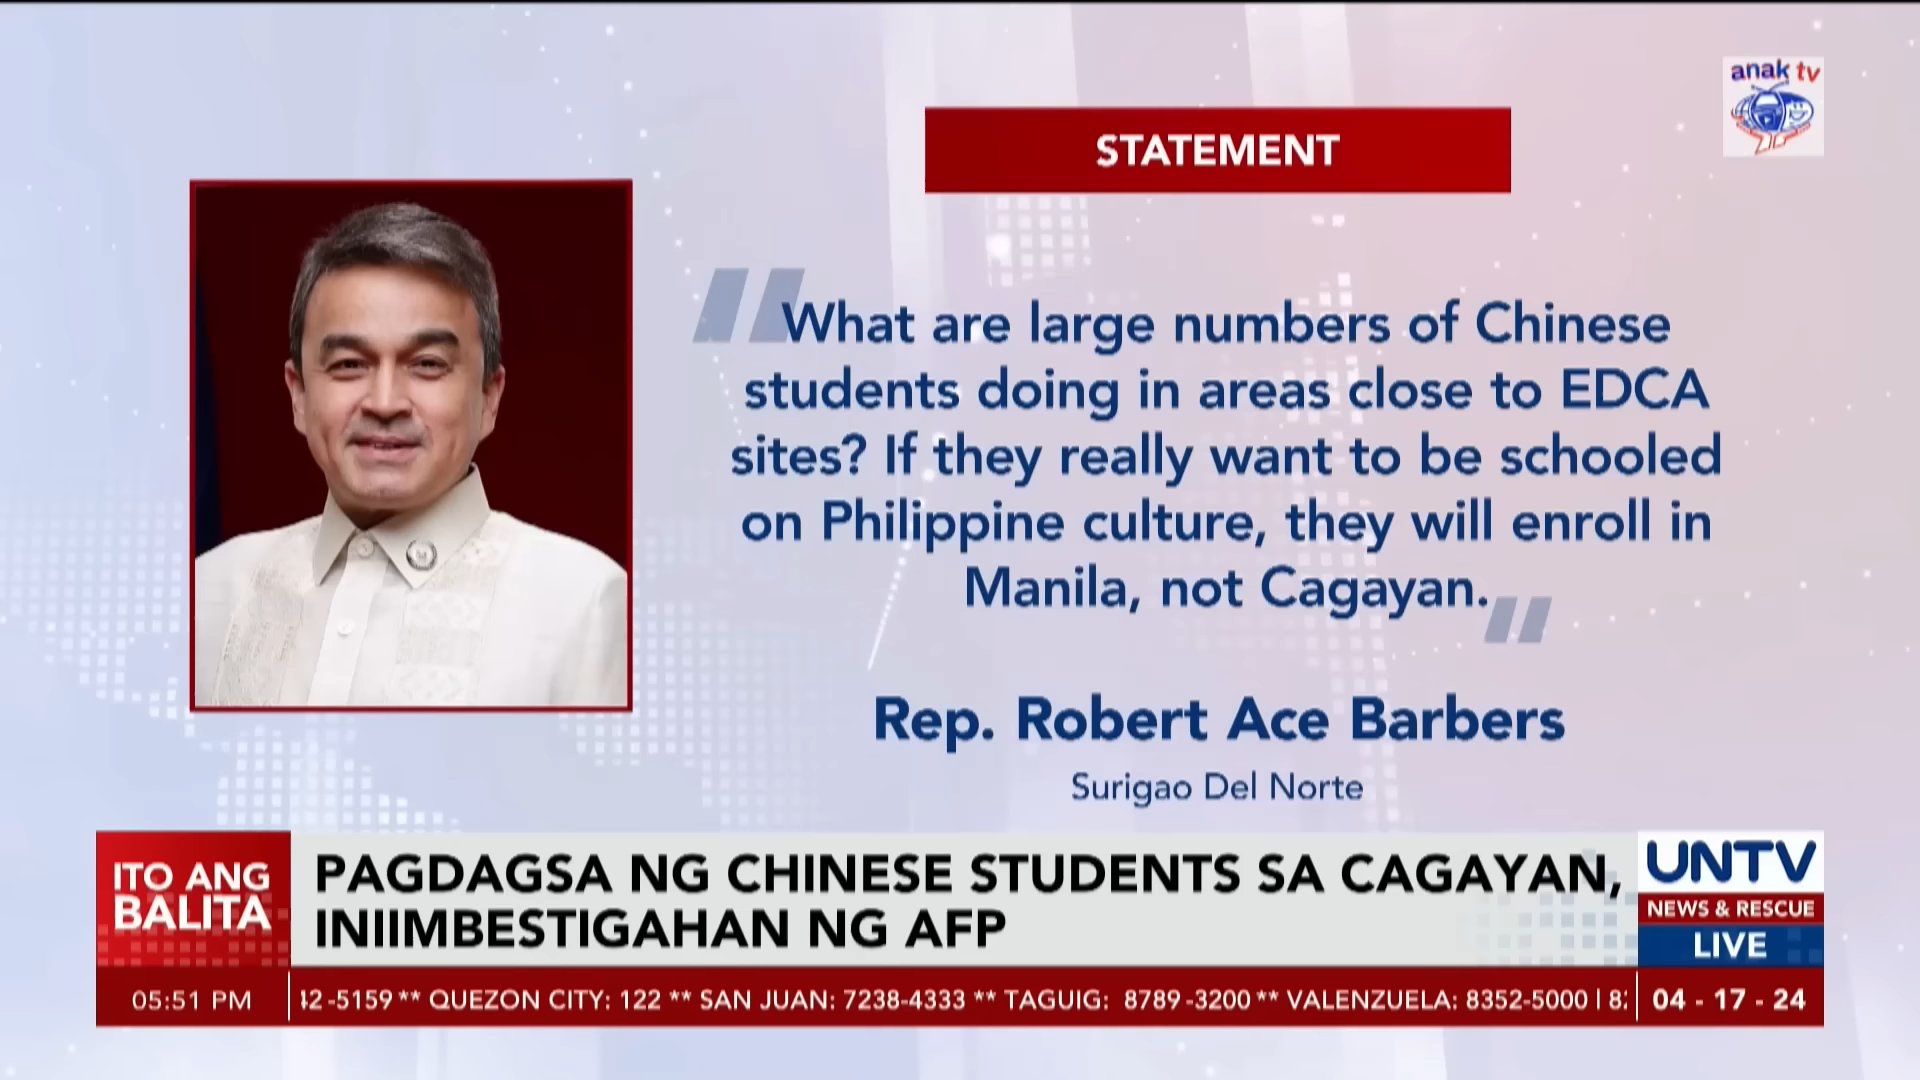 anak tv
STATEMENT
"What are large numbers of Chinese
students doing in areas close to EDCA
sites? If they really want to be schooled
on Philippine culture, they will enroll in
Manila, not Cagayan."
Rep. Robert Ace Barbers
Surigao Del Norte
ITO ANG
BALITA
PAGDAGSA NG CHINESE STUDENTS SA CAGAYAN,
INIIMBESTIGAHAN NG AFP
UNTV
NEWS & RESCUE
LIVE
05:51 PM
42-5159 ** QUEZON CITY: 122 ** SAN JUAN: 7238-4333 ** TAGUIG: 8789-3200 ** VALENZUELA: 8352-5000 | 8
04 - 17 - 24